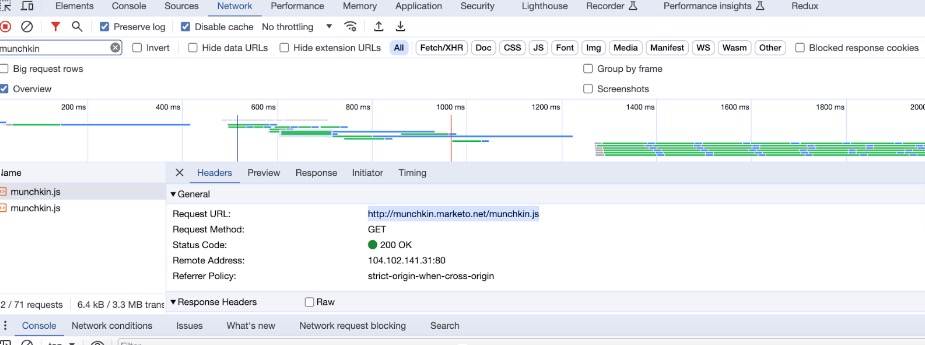 Elements Console Sources Network Performance Memory Application Security Lighthouse Recorder Performance insights Redux
Preserve log Disable cache No throttling
munchkin Invert Hide data URLs Hide extension URLs All Fetch/XHR Doc CSS JS Font Img Media Manifest WS Wasm Other Blocked response cookies
Big request rows Group by frame
Overview Screenshots
200 ms 400 ms 600 ms 800 ms 1000 ms 1200 ms 1400 ms 1600 ms 1800 ms 2000
lame Headers Preview Response Initiator Timing
munchkin.js
munchkin.js
General
Request URL: http://munchkin.marketo.net/munchkin.js
Request Method: GET
Status Code: 200 OK
Remote Address: 104.102.141.31:80
Referrer Policy: strict-origin-when-cross-origin
2 / 71 requests 6.4 kB / 3.3 MB trans
Response Headers Raw
Console Network conditions Issues What's new Network request blocking Search